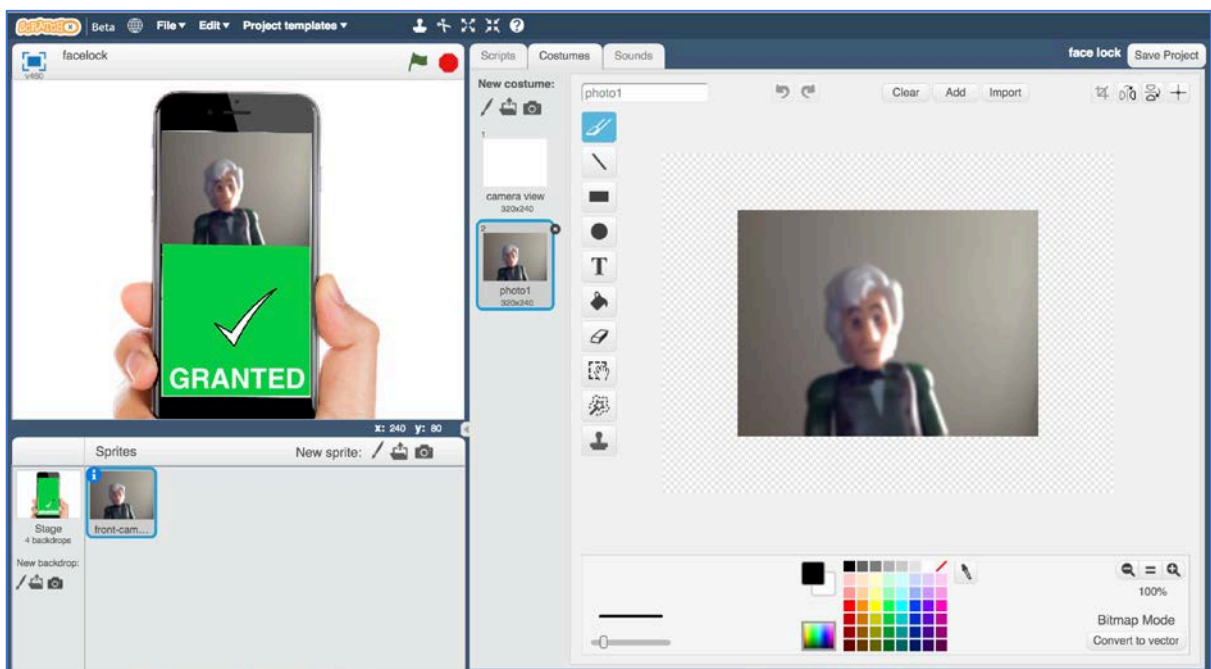 SCRATCHX Beta File▾ Edit▾ Project templates▾
facelock
v460
GRANTED
x: 240 y: 80
Sprites New sprite:
Stage
4 backdrops
New backdrop:
front-cam...
Scripts Costumes Sounds
face lock Save Project
New costume:
1
camera view
320x240
2
photo1
320x240
photo1
Clear Add Import
T
100%
Bitmap Mode
Convert to vector